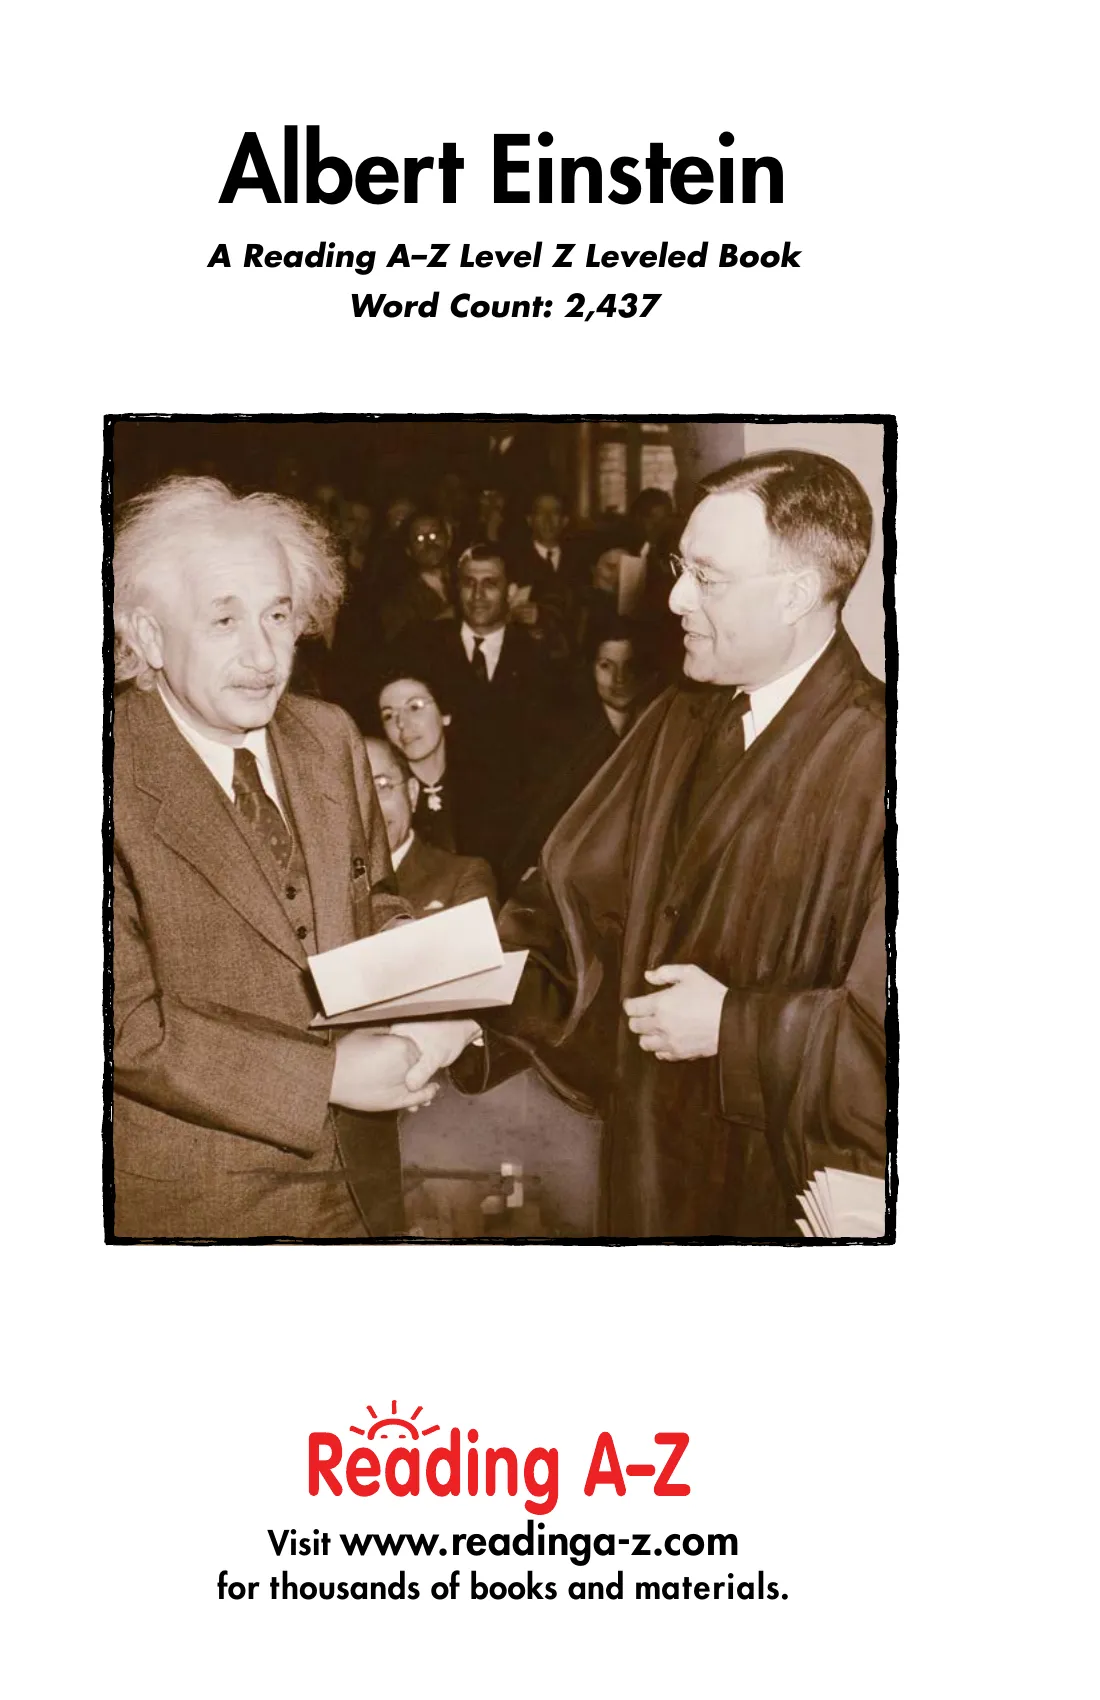 Albert Einstein
A Reading A–Z Level Z Leveled Book
Word Count: 2,437
Reading A–Z
Visit www.readinga-z.com
for thousands of books and materials.